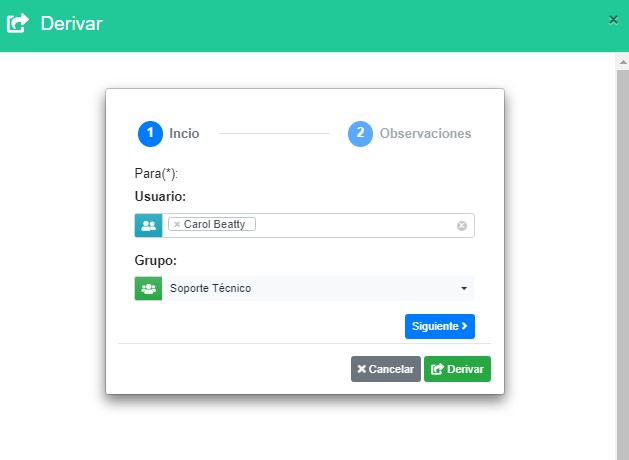 Derivar
×
1 Incio
2 Observaciones
Para(*):
Usuario:
× Carol Beatty
Grupo:
Soporte Técnico
Siguiente
Cancelar
Derivar